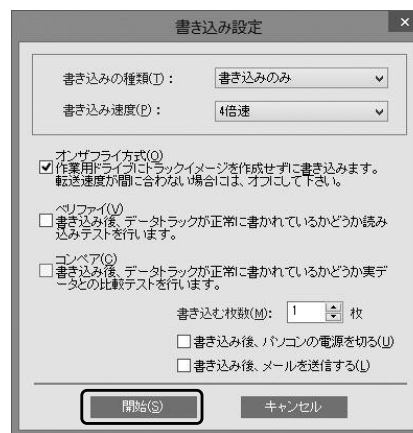 書き込み設定
×
書き込みの種類(T)： 書き込みのみ
書き込み速度(P)： 4倍速
オンザフライ方式(O)
作業用ドライブにトラックイメージを作成せずに書き込みます。
転送速度が間に合わない場合には、オフにして下さい。
ベリファイ(V)
書き込み後、データトラックが正常に書かれているかどうか読み
込みテストを行います。
コンペア(C)
書き込み後、データトラックが正常に書かれているかどうか実デ
ータとの比較テストを行います。
書き込む枚数(M)： 1 枚
書き込み後、パソコンの電源を切る(U)
書き込み後、メールを送信する(L)
開始(S) キャンセル